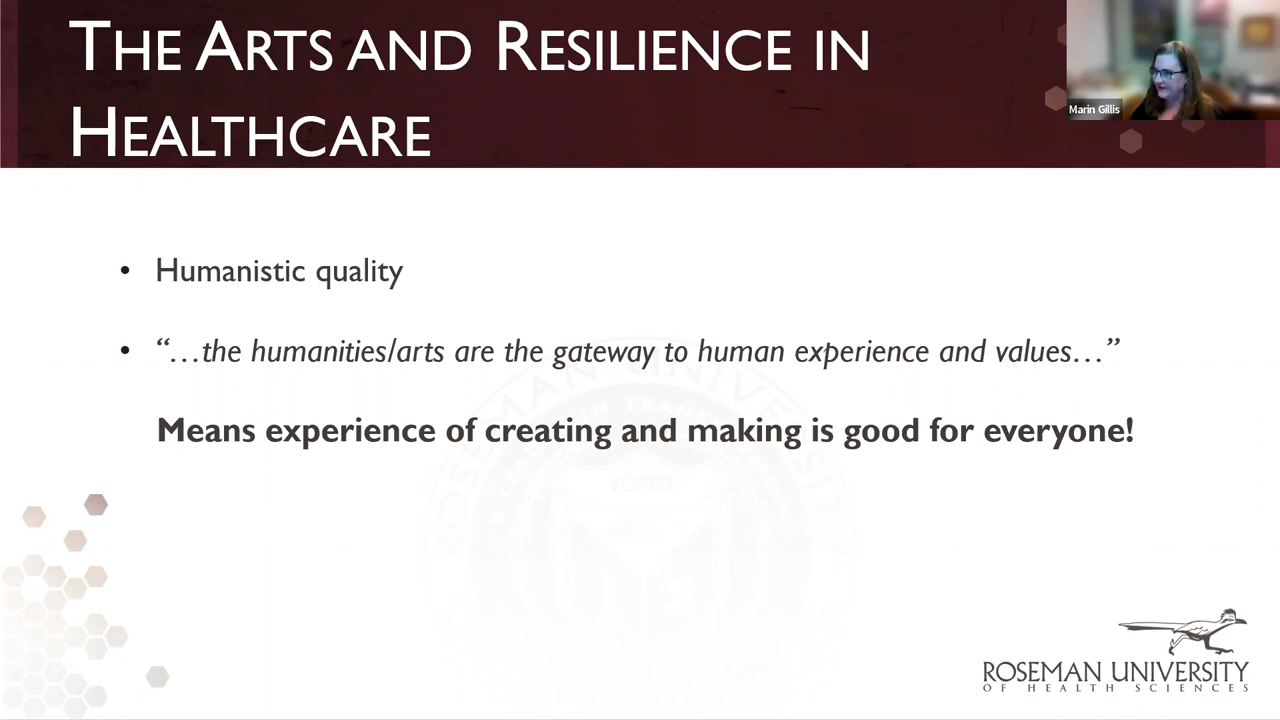 THE ARTS AND RESILIENCE IN
HEALTHCARE
Marin Gillis
• Humanistic quality
• “…the humanities/arts are the gateway to human experience and values…”
Means experience of creating and making is good for everyone!
ROSEMAN UNIVERSITY
OF HEALTH SCIENCES